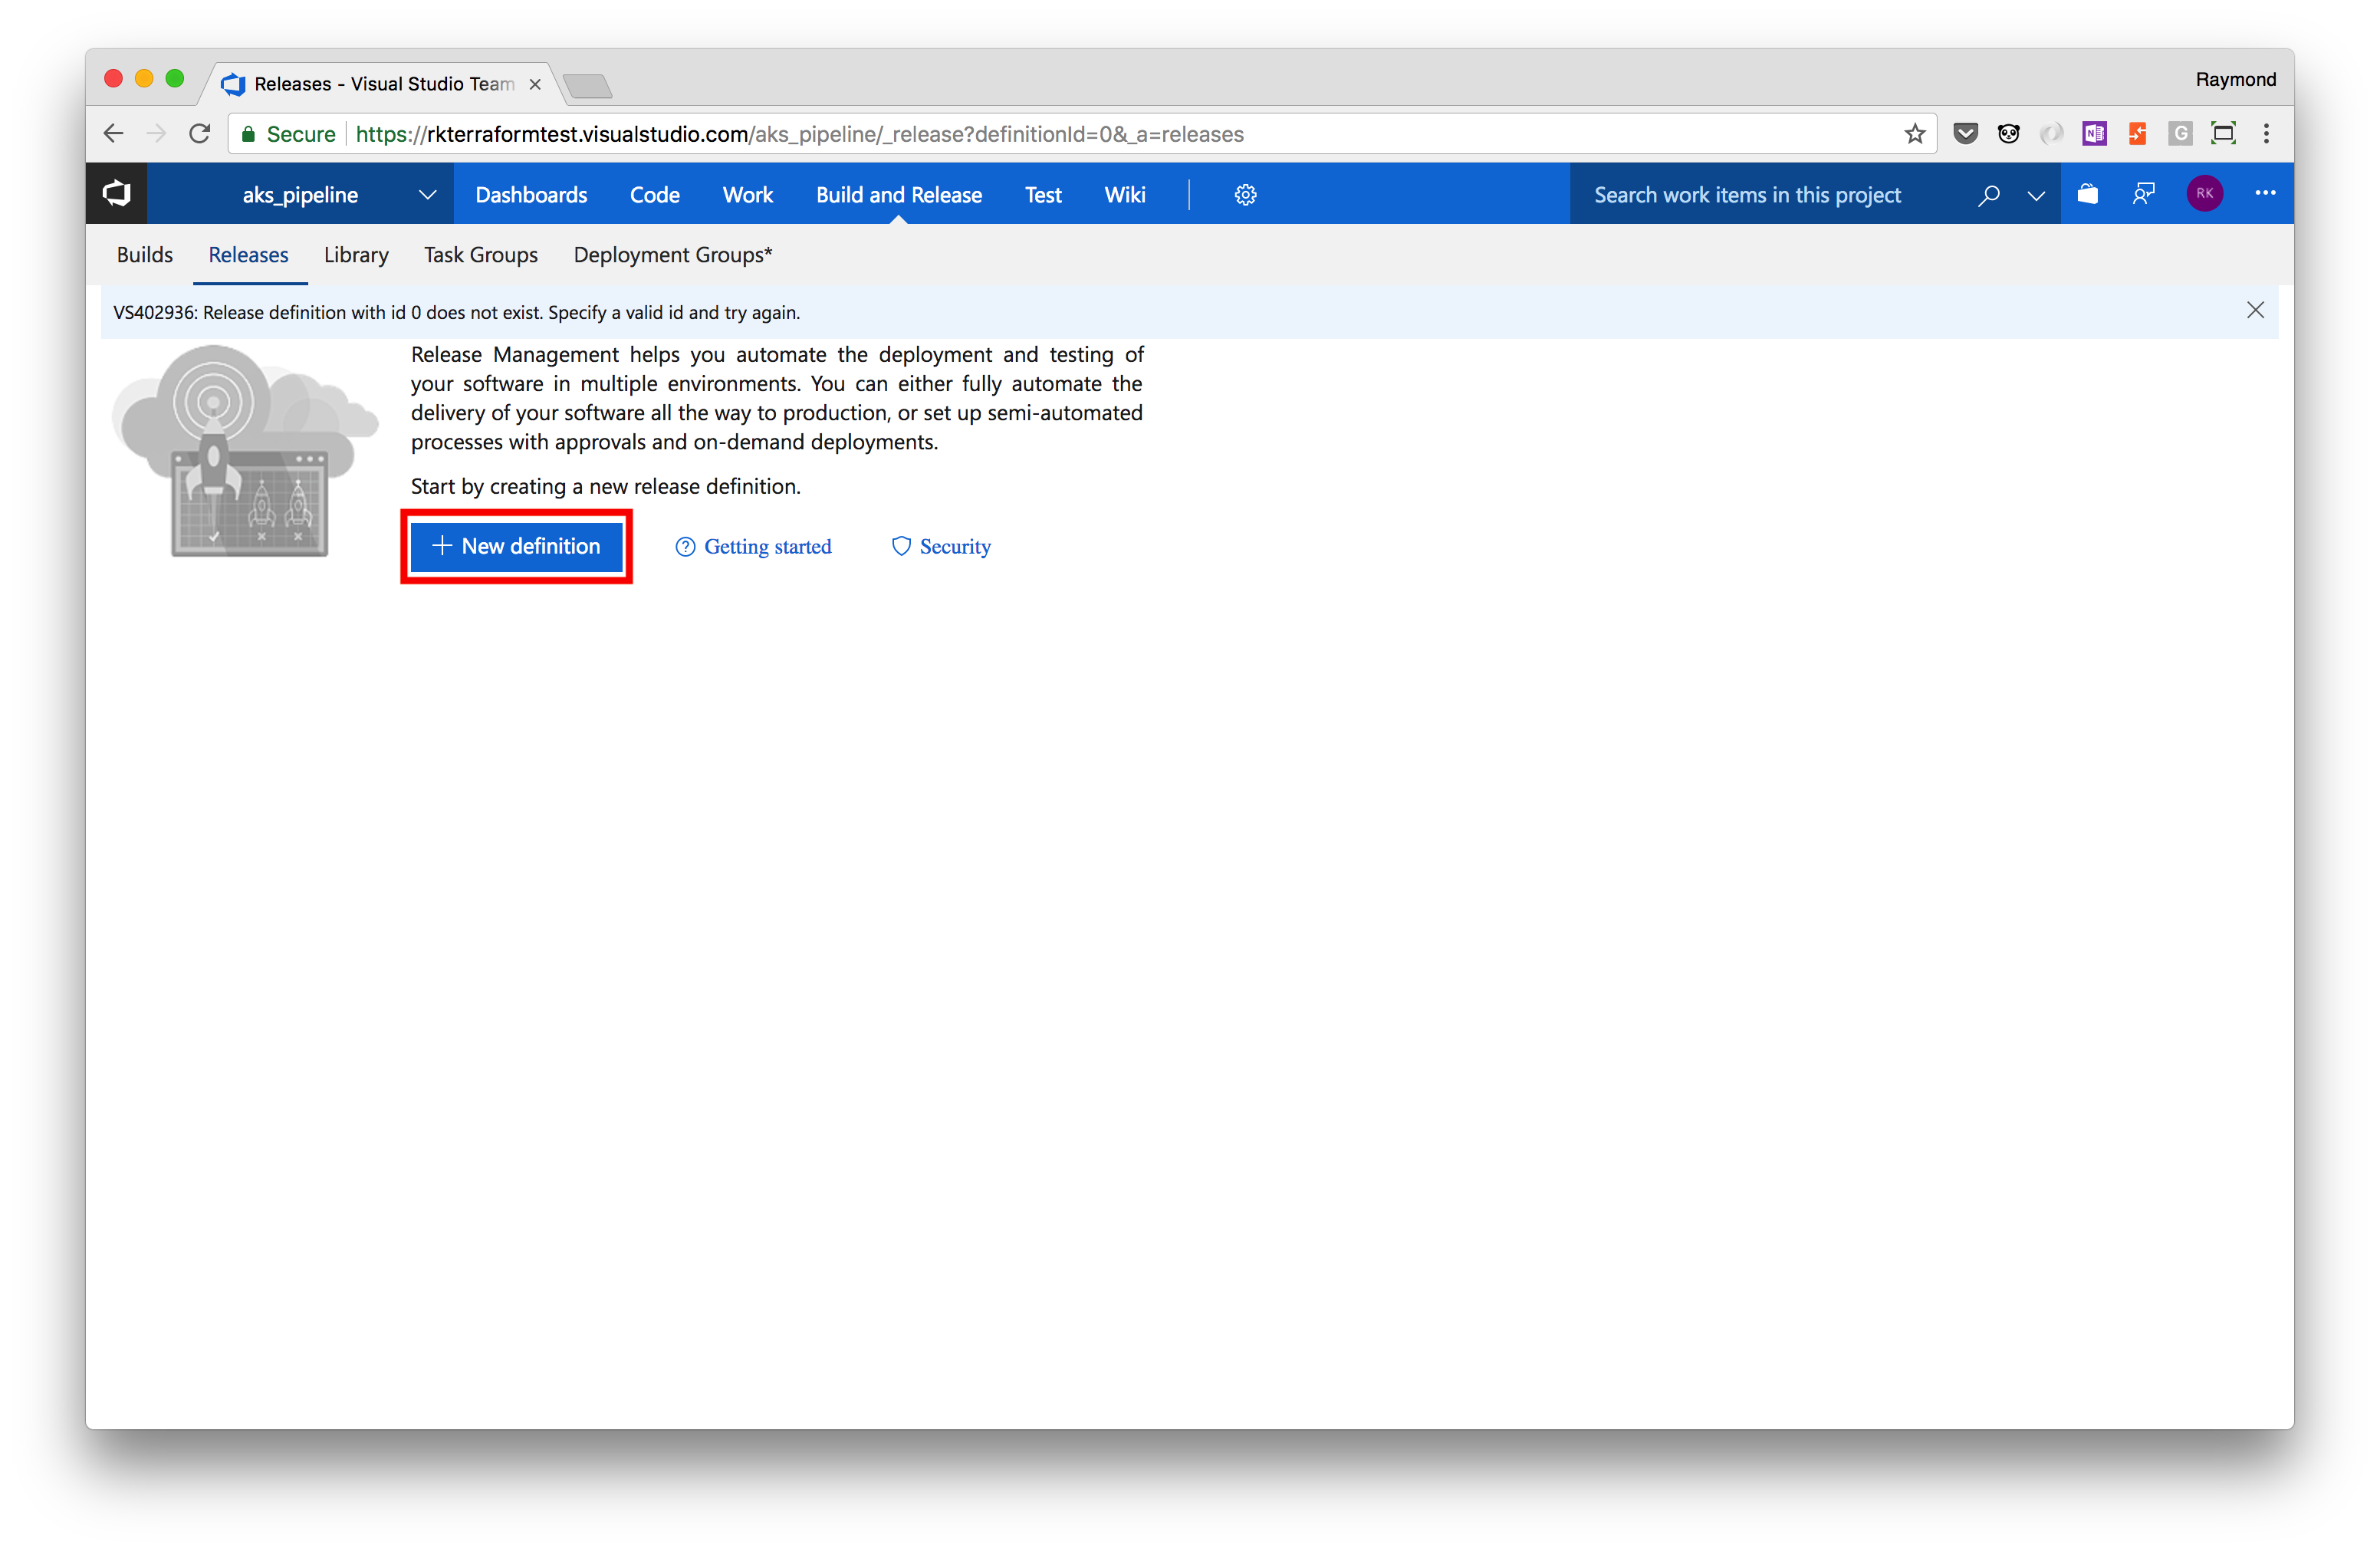 Releases - Visual Studio Team
Raymond
Secure
https://rkterraformtest.visualstudio.com/aks_pipeline/_release?definitionId=0&_a=releases
N
G
aks_pipeline
Dashboards
Code
Work
Build and Release
Test
Wiki
Search work items in this project
RK
Builds
Releases
Library
Task Groups
Deployment Groups*
VS402936: Release definition with id 0 does not exist. Specify a valid id and try again.
Release Management helps you automate the deployment and testing of
your software in multiple environments. You can either fully automate the
delivery of your software all the way to production, or set up semi-automated
processes with approvals and on-demand deployments.
Start by creating a new release definition.
New definition
Getting started
Security